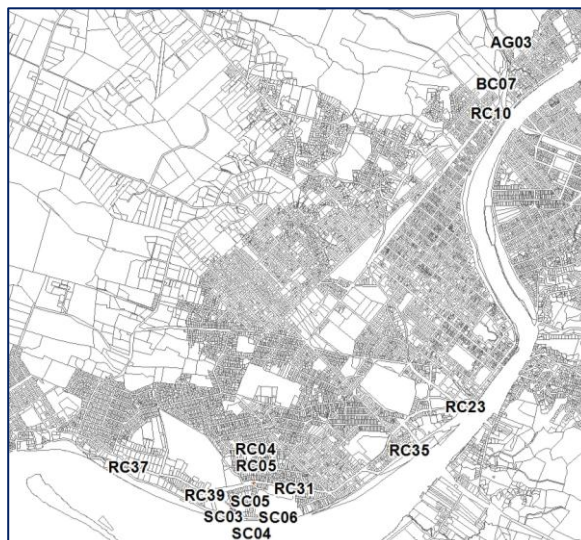 AG03
BC07
RC10
RC23
RC35
RC04
RC05
RC37
RC31
RC39
SC05
SC03
SC06
SC04